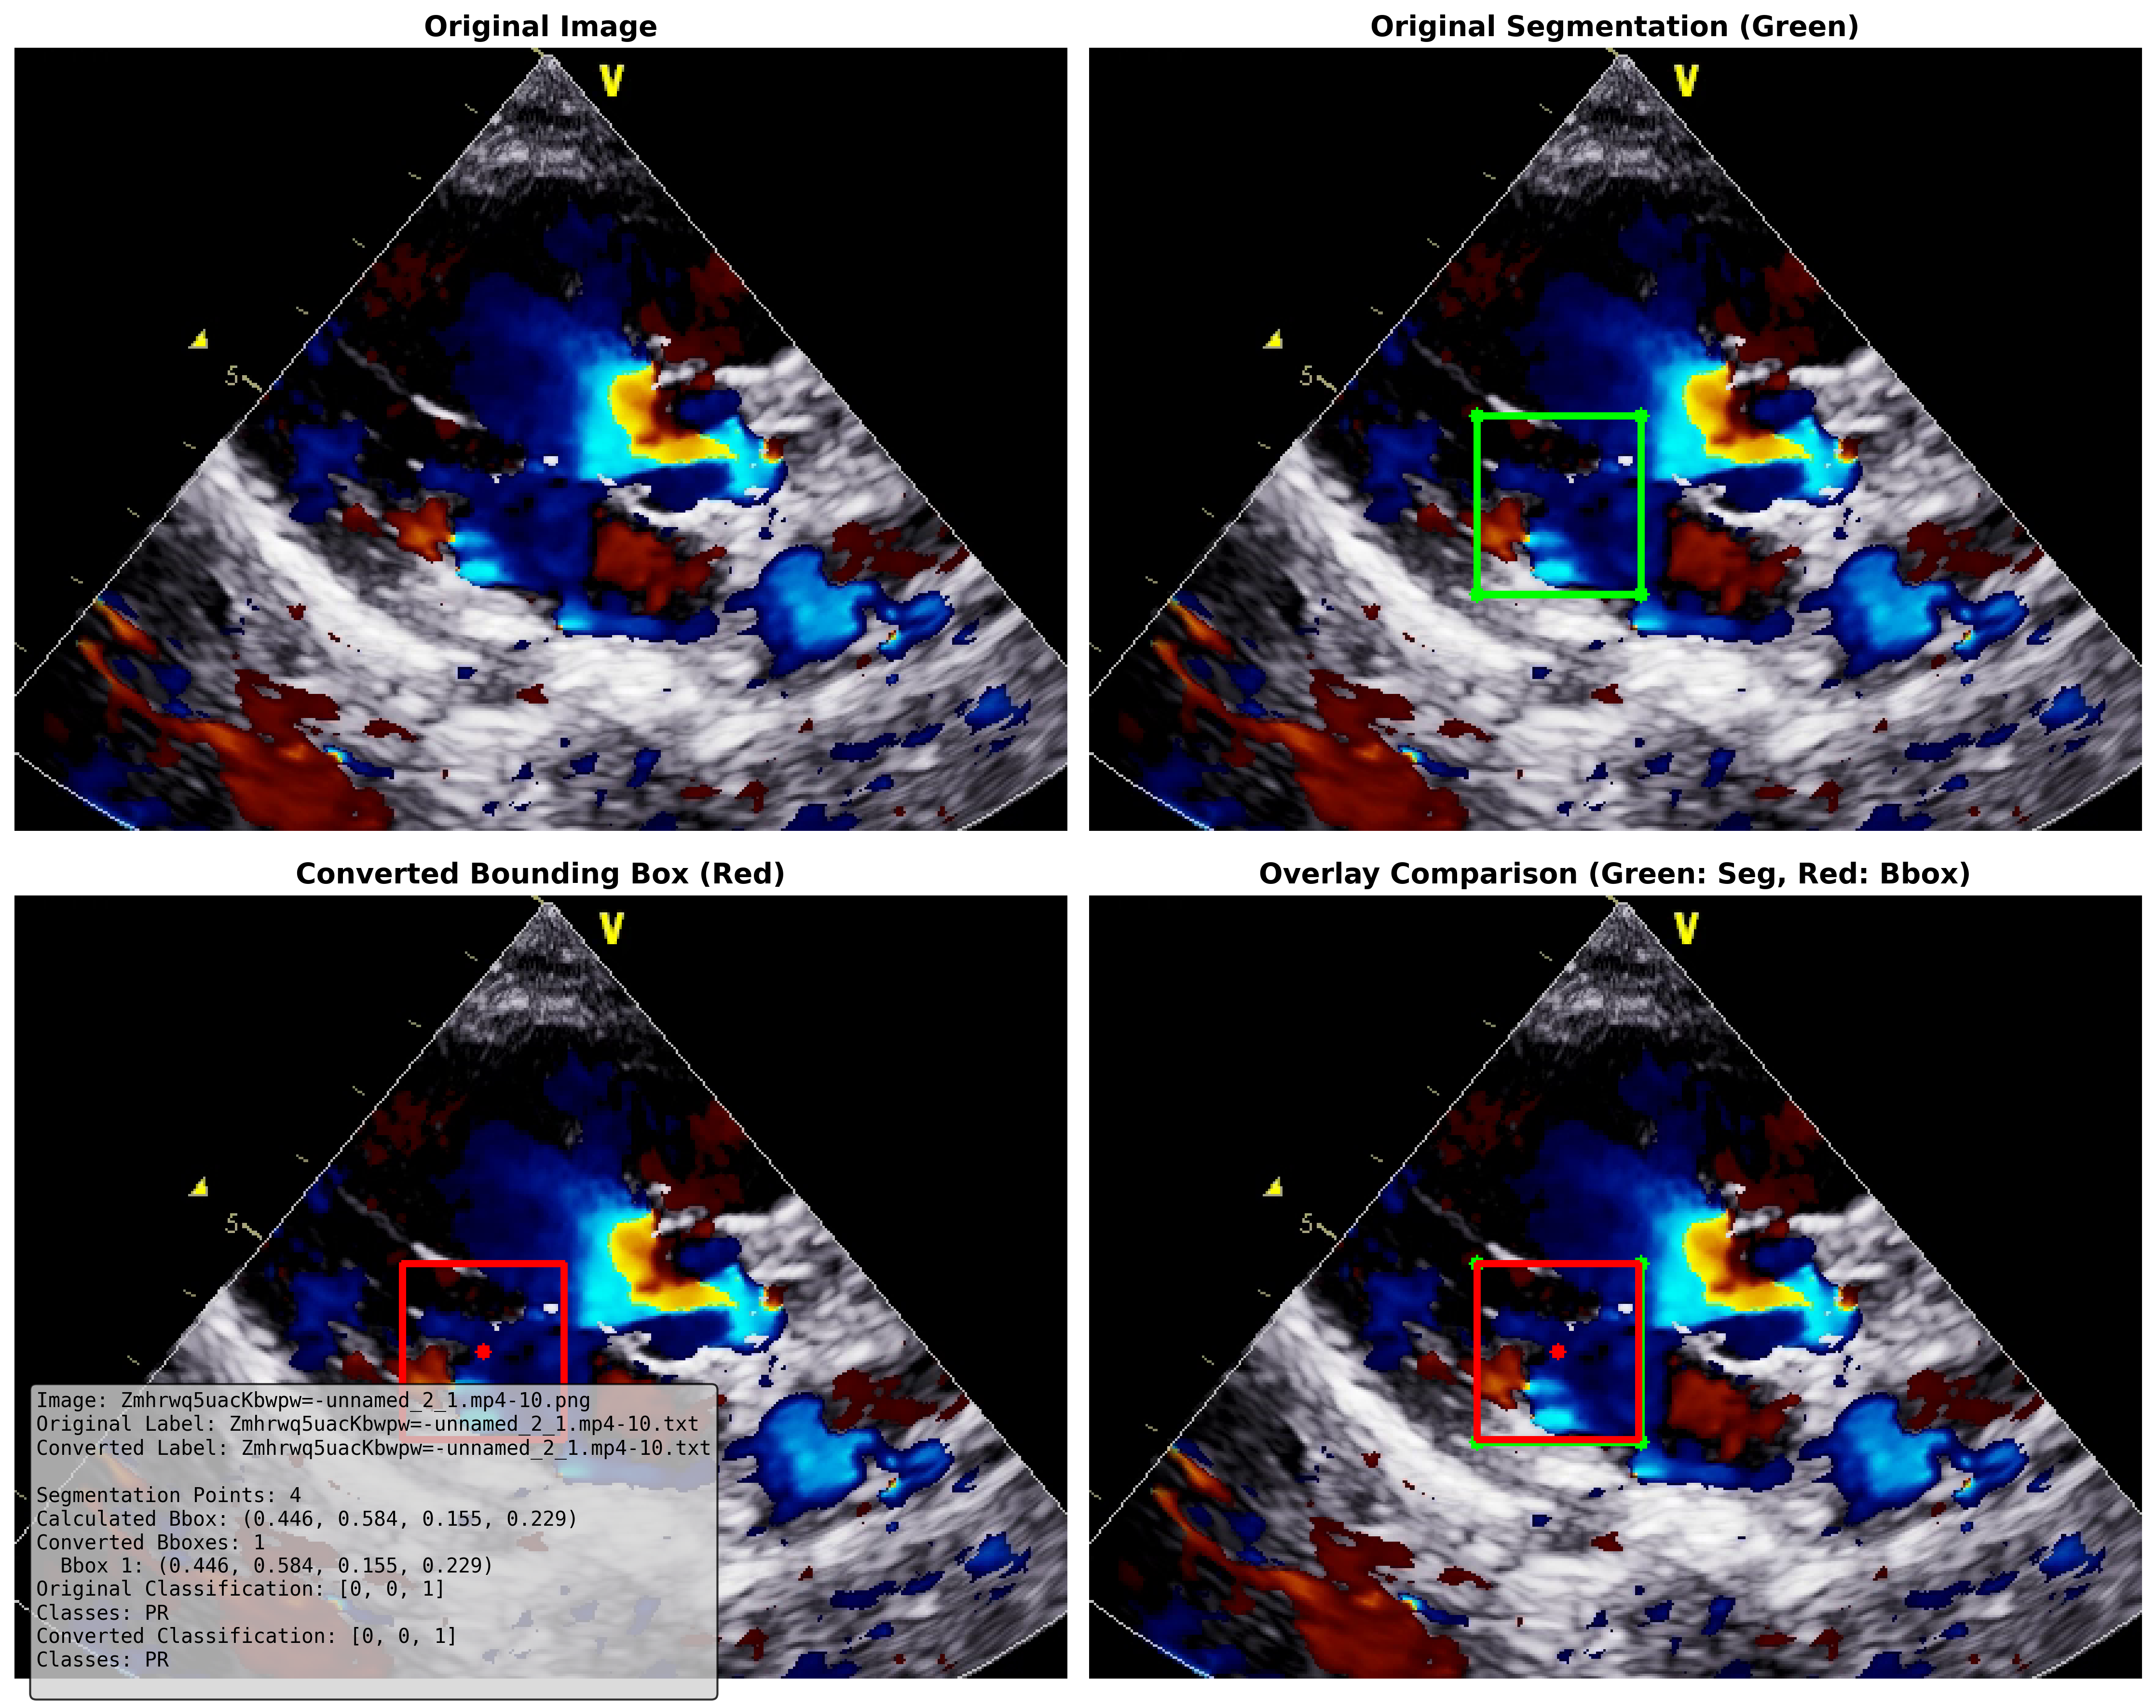 Original Image
Original Segmentation (Green)
V
5
V
5
Converted Bounding Box (Red)
Overlay Comparison (Green: Seg, Red: Bbox)
V
5
V
5
Image: Zmhrwq5uacKbwpw=-unnamed_2_1.mp4-10.png
Original Label: Zmhrwq5uacKbwpw=-unnamed_2_1.mp4-10.txt
Converted Label: Zmhrwq5uacKbwpw=-unnamed_2_1.mp4-10.txt
Segmentation Points: 4
Calculated Bbox: (0.446, 0.584, 0.155, 0.229)
Converted Bboxes: 1
Bbox 1: (0.446, 0.584, 0.155, 0.229)
Original Classification: [0, 0, 1]
Classes: PR
Converted Classification: [0, 0, 1]
Classes: PR